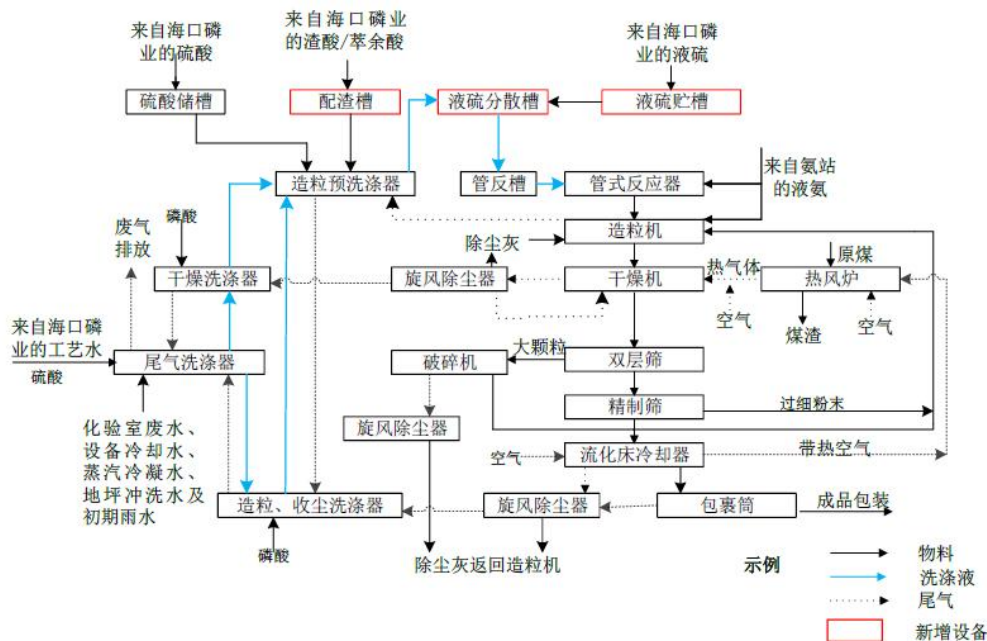 来自海口磷
业的硫酸
来自海口磷业
的渣酸/萃余酸
来自海口磷
业的液硫
硫酸储槽
配渣槽
液硫分散槽
液硫贮槽
造粒预洗涤器
管反槽
管式反应器
来自氨站
的液氨
造粒机
废气
排放
磷酸
除尘灰
原煤
干燥洗涤器
旋风除尘器
干燥机
热气体
热风炉
空气
煤渣
空气
来自海口磷
业的工艺水
硫酸
尾气洗涤器
破碎机
大颗粒
双层筛
精制筛
过细粉末
化验室废水、
设备冷却水、
蒸汽冷凝水、
地坪冲洗水及
初期雨水
旋风除尘器
空气
流化床冷却器
带热空气
造粒、收尘洗涤器
旋风除尘器
包裹筒
成品包装
磷酸
除尘灰返回造粒机
示例
物料
洗涤液
尾气
新增设备